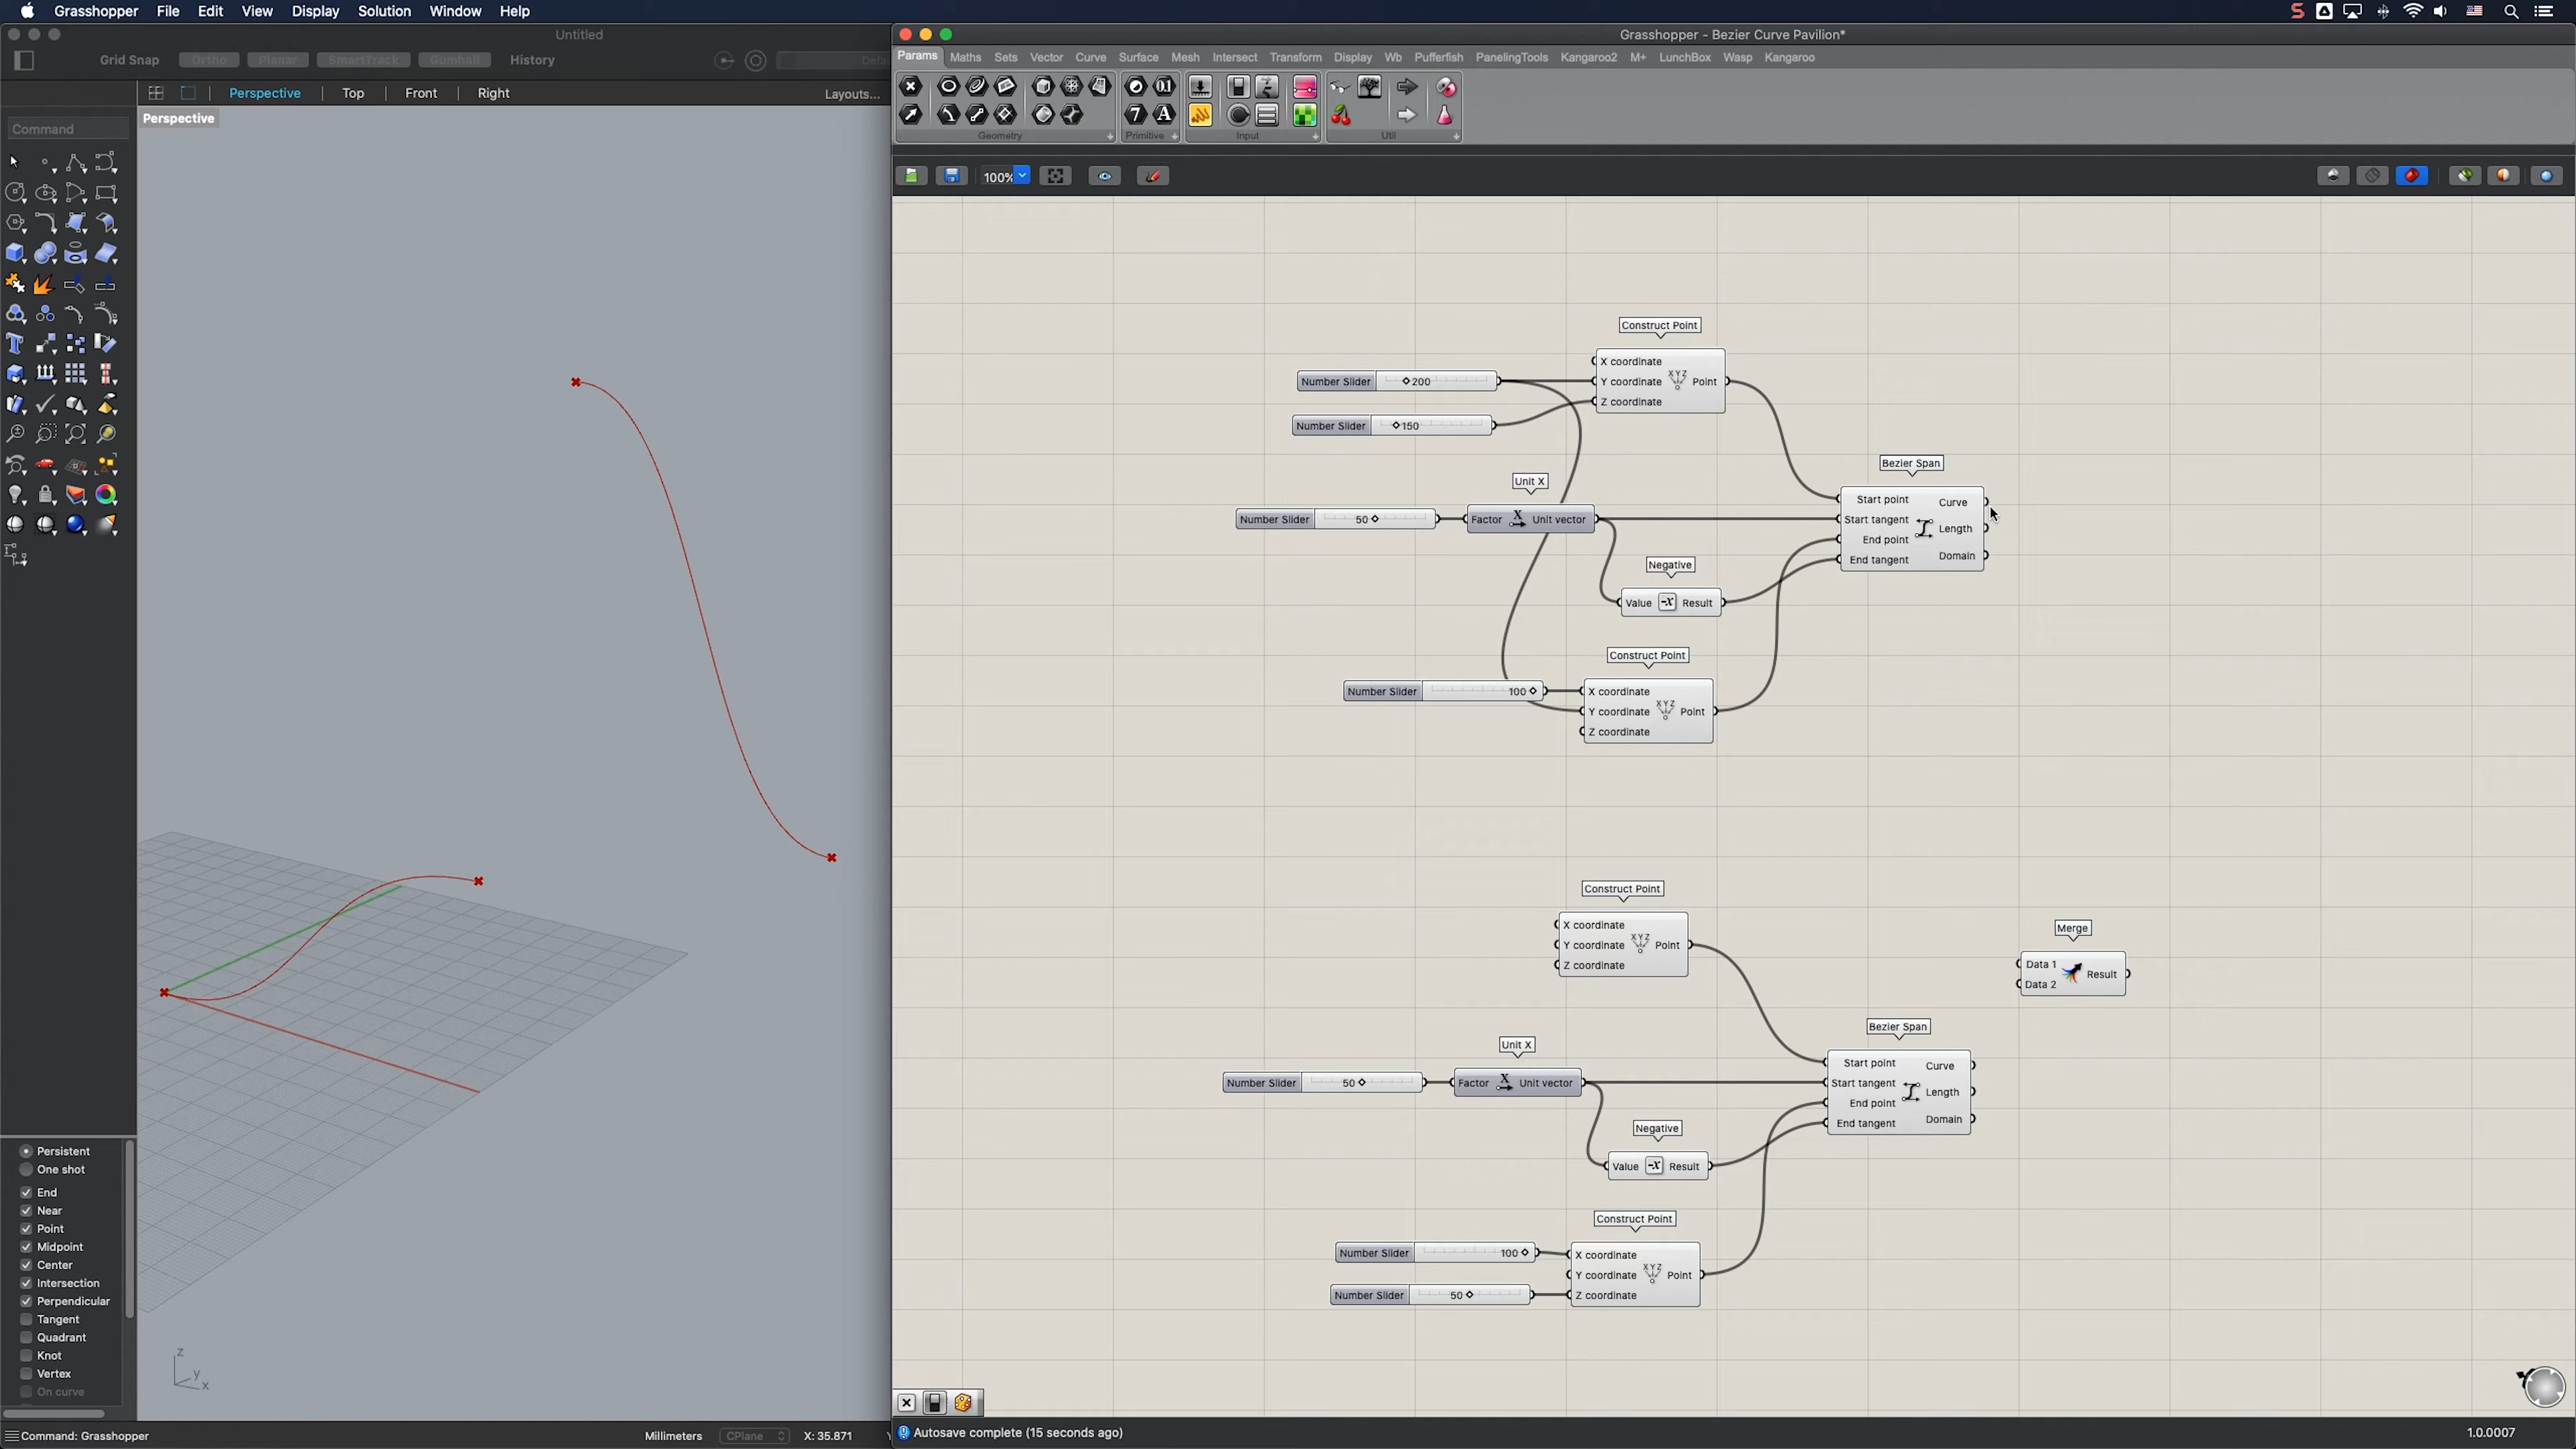 Grasshopper File Edit View Display Solution Window Help
Untitled
Grid Snap Ortho Planar SmartTrack Gumball History
Perspective Top Front Right Layouts...
Perspective
Command
Persistent
One shot
End
Near
Point
Midpoint
Center
Intersection
Perpendicular
Tangent
Quadrant
Knot
Vertex
On curve
z
y
x
Command: Grasshopper Millimeters CPlane X: 35.871
Grasshopper - Bezier Curve Pavilion*
Params Maths Sets Vector Curve Surface Mesh Intersect Transform Display Wb Pufferfish PanelingTools Kangaroo2 M+ LunchBox Wasp Kangaroo
Geometry Primitive Input Util
100%
Construct Point
X coordinate
Y coordinate
Z coordinate
Point
Number Slider 200
Number Slider 150
Unit X
Number Slider 50
Factor Unit vector
Negative
Value -x Result
Bezier Span
Start point
Start tangent
End point
End tangent
Curve
Length
Domain
Construct Point
Number Slider 100
X coordinate
Y coordinate
Z coordinate
Point
Construct Point
X coordinate
Y coordinate
Z coordinate
Point
Merge
Data 1
Data 2
Result
Bezier Span
Start point
Start tangent
End point
End tangent
Curve
Length
Domain
Unit X
Number Slider 50
Factor Unit vector
Negative
Value -x Result
Construct Point
Number Slider 100
Number Slider 50
X coordinate
Y coordinate
Z coordinate
Point
Autosave complete (15 seconds ago)
1.0.0007